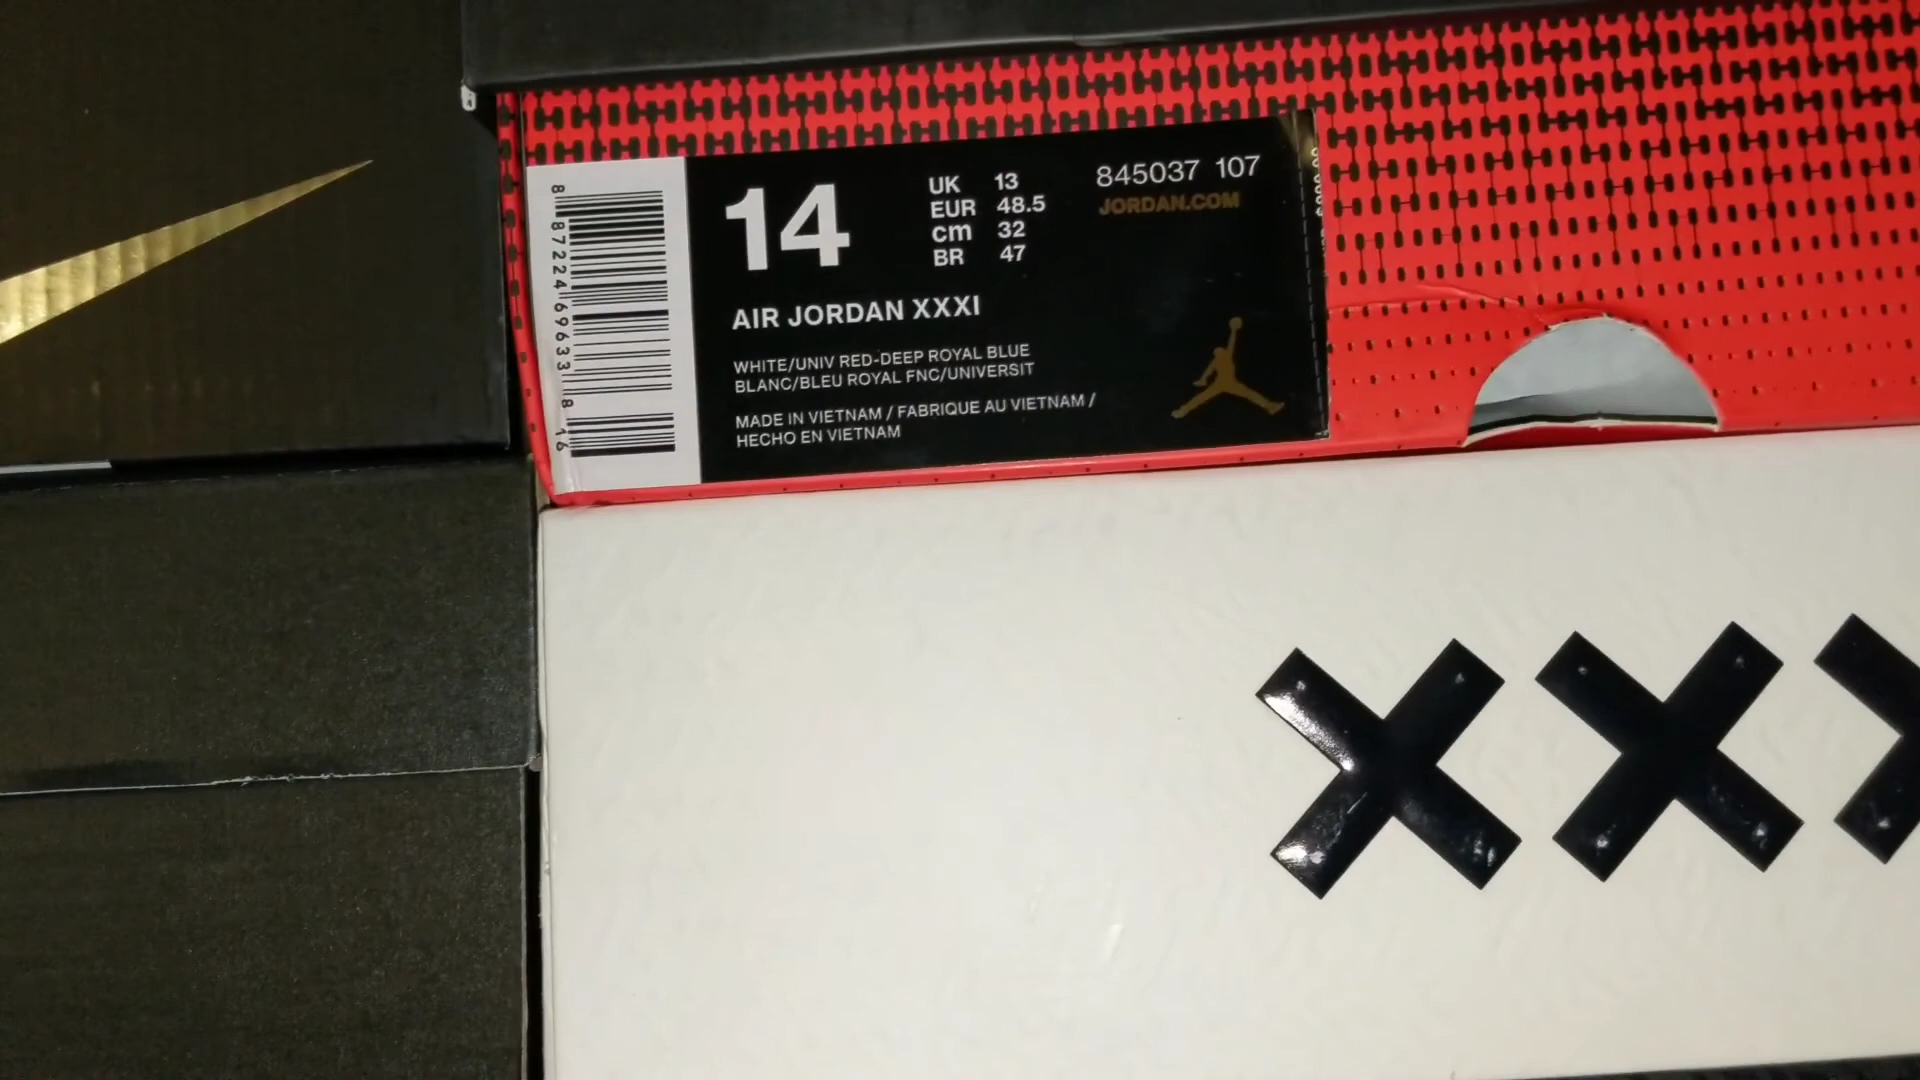 14
UK 13
EUR 48.5
cm 32
BR 47
845037 107
JORDAN.COM
AIR JORDAN XXXI
WHITE/UNIV RED-DEEP ROYAL BLUE
BLANC/BLEU ROYAL FNC/UNIVERSIT
MADE IN VIETNAM / FABRIQUE AU VIETNAM /
HECHO EN VIETNAM
8 87224 69633 8 16
XXX